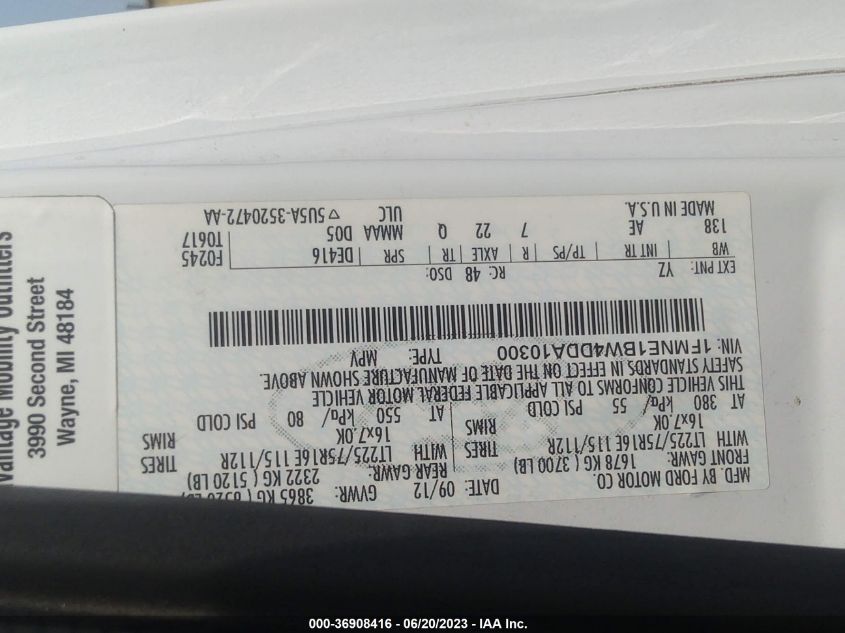 MFD. BY FORD MOTOR CO.
DATE: 09/12
GVWR: 3865 KG ( 8520 LB)
FRONT GAWR: 1678 KG ( 3700 LB)
REAR GAWR: 2322 KG ( 5120 LB)
WITH LT225/75R16E 115/112R TIRES
WITH LT225/75R16E 115/112R TIRES
16x7.0K RIMS
16x7.0K RIMS
AT 380 kPa/ 55 PSI COLD
AT 550 kPa/ 80 PSI COLD
THIS VEHICLE CONFORMS TO ALL APPLICABLE FEDERAL MOTOR VEHICLE
SAFETY STANDARDS IN EFFECT ON THE DATE OF MANUFACTURE SHOWN ABOVE.
VIN: 1FMNE1BW4DDA10300
TYPE: MPV
EXT PNT: YZ RC: 48 DSO:
F0245
WB INT TR TP/PS R AXLE TR SPR DE416 T0617
138 AE 7 22 Q MMAA D05
MADE IN U.S.A. ULC ▽ 5U5A-3520472-AA
Vantage Mobility Outfitters
3990 Second Street
Wayne, MI 48184
000-36908416 - 06/20/2023 - IAA Inc.